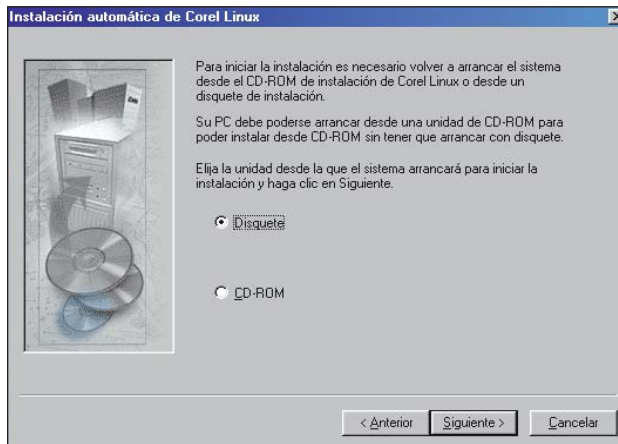 Instalación automática de Corel Linux
Para iniciar la instalación es necesario volver a arrancar el sistema
desde el CD-ROM de instalación de Corel Linux o desde un
disquete de instalación.
Su PC debe poderse arrancar desde una unidad de CD-ROM para
poder instalar desde CD-ROM sin tener que arrancar con disquete.
Elija la unidad desde la que el sistema arrancará para iniciar la
instalación y haga clic en Siguiente.
Disquete
CD-ROM
< Anterior
Siguiente >
Cancelar